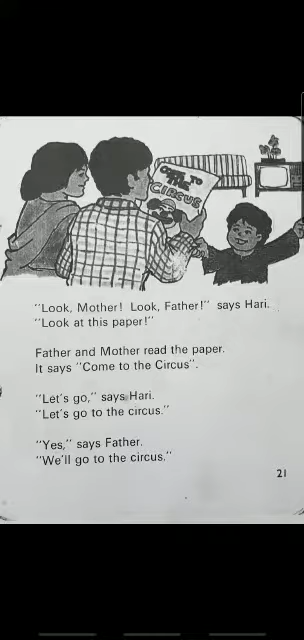 COME TO
THE
CIRCUS
"Look, Mother! Look, Father!" says Hari.
"Look at this paper!"
Father and Mother read the paper.
It says "Come to the Circus".
"Let's go," says Hari.
"Let's go to the circus."
"Yes," says Father.
"We'll go to the circus."
21